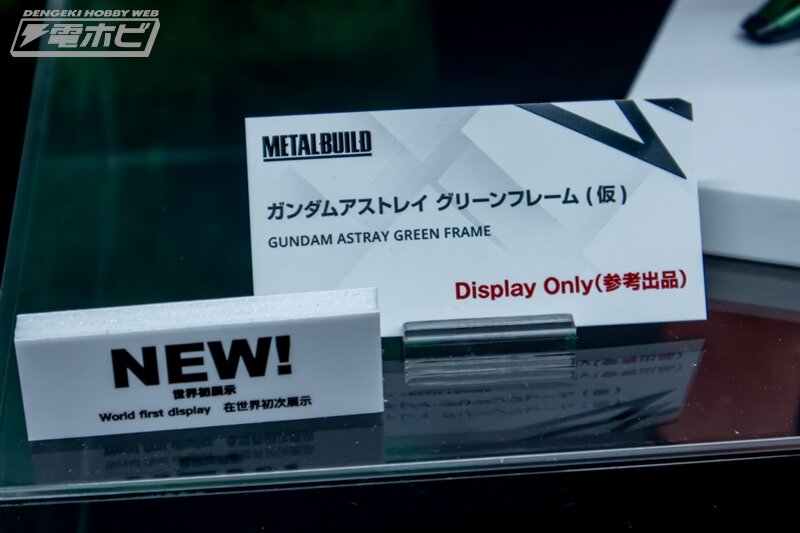 DENGEKI HOBBY WEB
電ホビ
METALBUILD
ガンダムアストレイ グリーンフレーム (仮)
GUNDAM ASTRAY GREEN FRAME
Display Only(参考出品)
NEW!
世界初展示
World first display 在世界初次展示